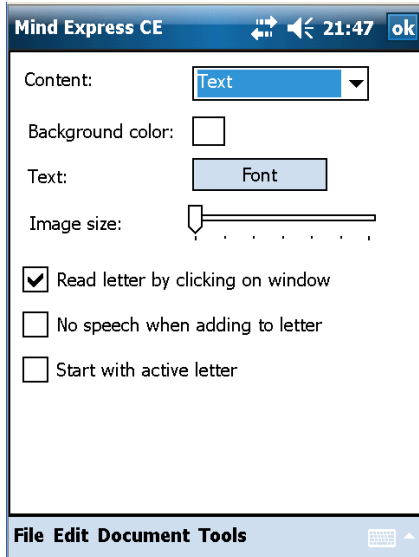 Mind Express CE 21:47 ok
Content: Text
Background color:
Text: Font
Image size:
Read letter by clicking on window
No speech when adding to letter
Start with active letter
File Edit Document Tools